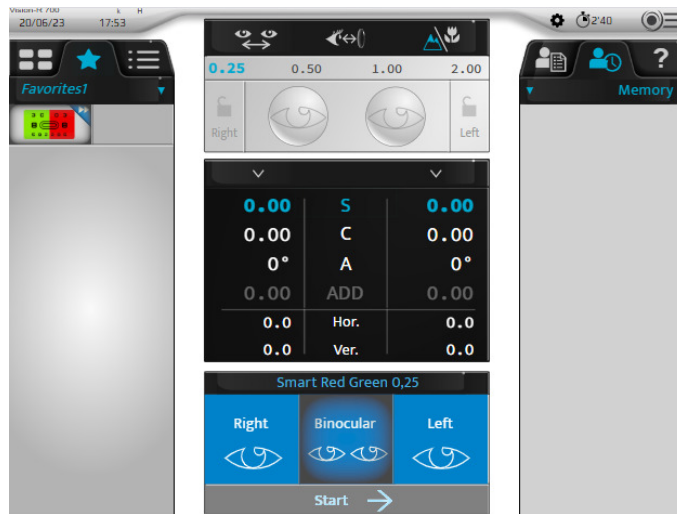 Vision-R 700
20/06/23 17:53 2'40
Favorites1
Memory
?
0.25 0.50 1.00 2.00
Right Left
0.00 S 0.00
0.00 C 0.00
0° A 0°
0.00 ADD 0.00
0.0 Hor. 0.0
0.0 Ver. 0.0
Smart Red Green 0,25
Right Binocular Left
Start